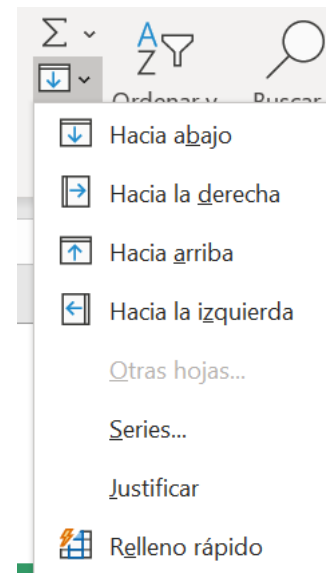 Hacia abajo
Hacia la derecha
Hacia arriba
Hacia la izquierda
Otras hojas...
Series...
Justificar
Relleno rápido